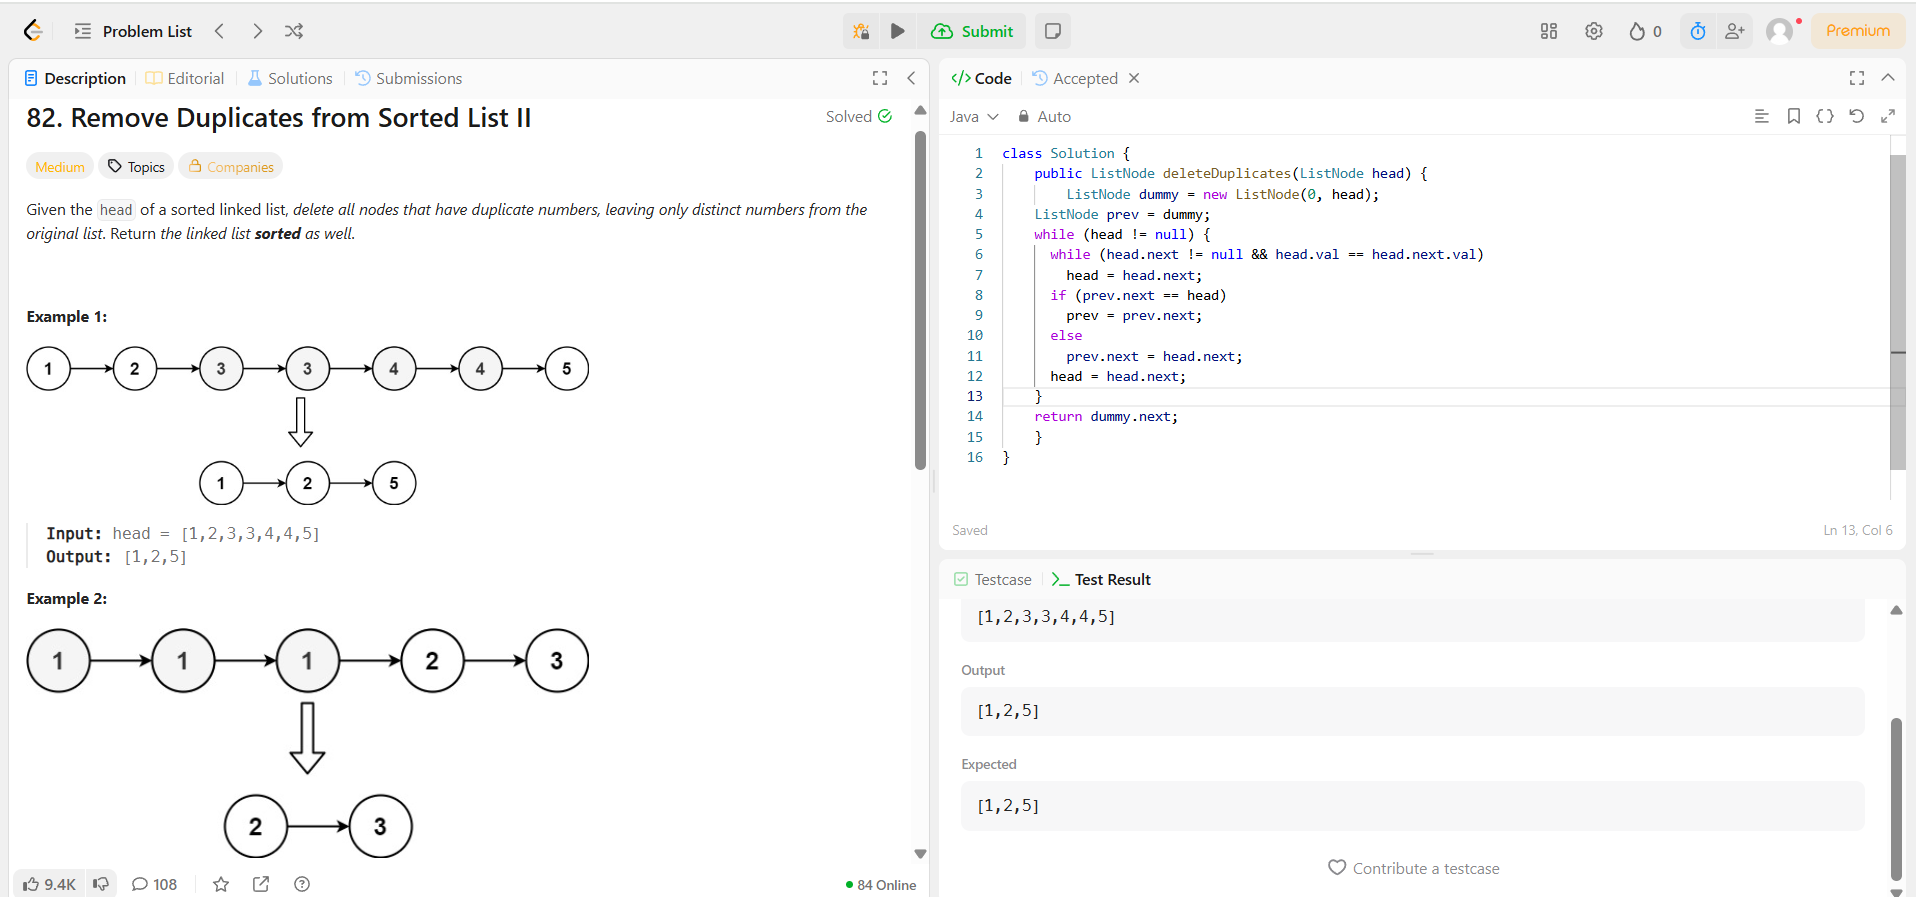 Problem List
Submit
0
Premium
Description
Editorial
Solutions
Submissions
82. Remove Duplicates from Sorted List II
Solved
Medium
Topics
Companies
Given the head of a sorted linked list, delete all nodes that have duplicate numbers, leaving only distinct numbers from the
original list. Return the linked list sorted as well.
Example 1:
1 2 3 3 4 4 5
1 2 5
Input: head = [1,2,3,3,4,4,5]
Output: [1,2,5]
Example 2:
1 1 1 2 3
2 3
9.4K
108
84 Online
</> Code
Accepted
Java
Auto
1 class Solution {
2     public ListNode deleteDuplicates(ListNode head) {
3         ListNode dummy = new ListNode(0, head);
4     ListNode prev = dummy;
5     while (head != null) {
6       while (head.next != null && head.val == head.next.val)
7         head = head.next;
8       if (prev.next == head)
9         prev = prev.next;
10       else
11         prev.next = head.next;
12       head = head.next;
13     }
14     return dummy.next;
15     }
16 }
Saved
Ln 13, Col 6
Testcase
Test Result
[1,2,3,3,4,4,5]
Output
[1,2,5]
Expected
[1,2,5]
Contribute a testcase